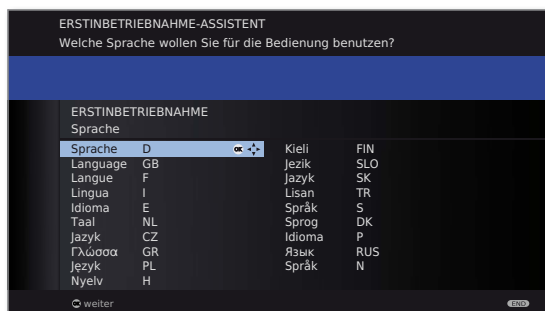 ERSTINBETRIEBNAHME-ASSISTENT
Welche Sprache wollen Sie für die Bedienung benutzen?
ERSTINBETRIEBNAHME
Sprache
Sprache D OK
Language GB
Langue F
Lingua I
Idioma E
Taal NL
Jazyk CZ
Γλώσσα GR
Język PL
Nyelv H
Kieli FIN
Jezik SLO
Jazyk SK
Lisan TR
Språk S
Sprog DK
Idioma P
Язык RUS
Språk N
OK weiter
END